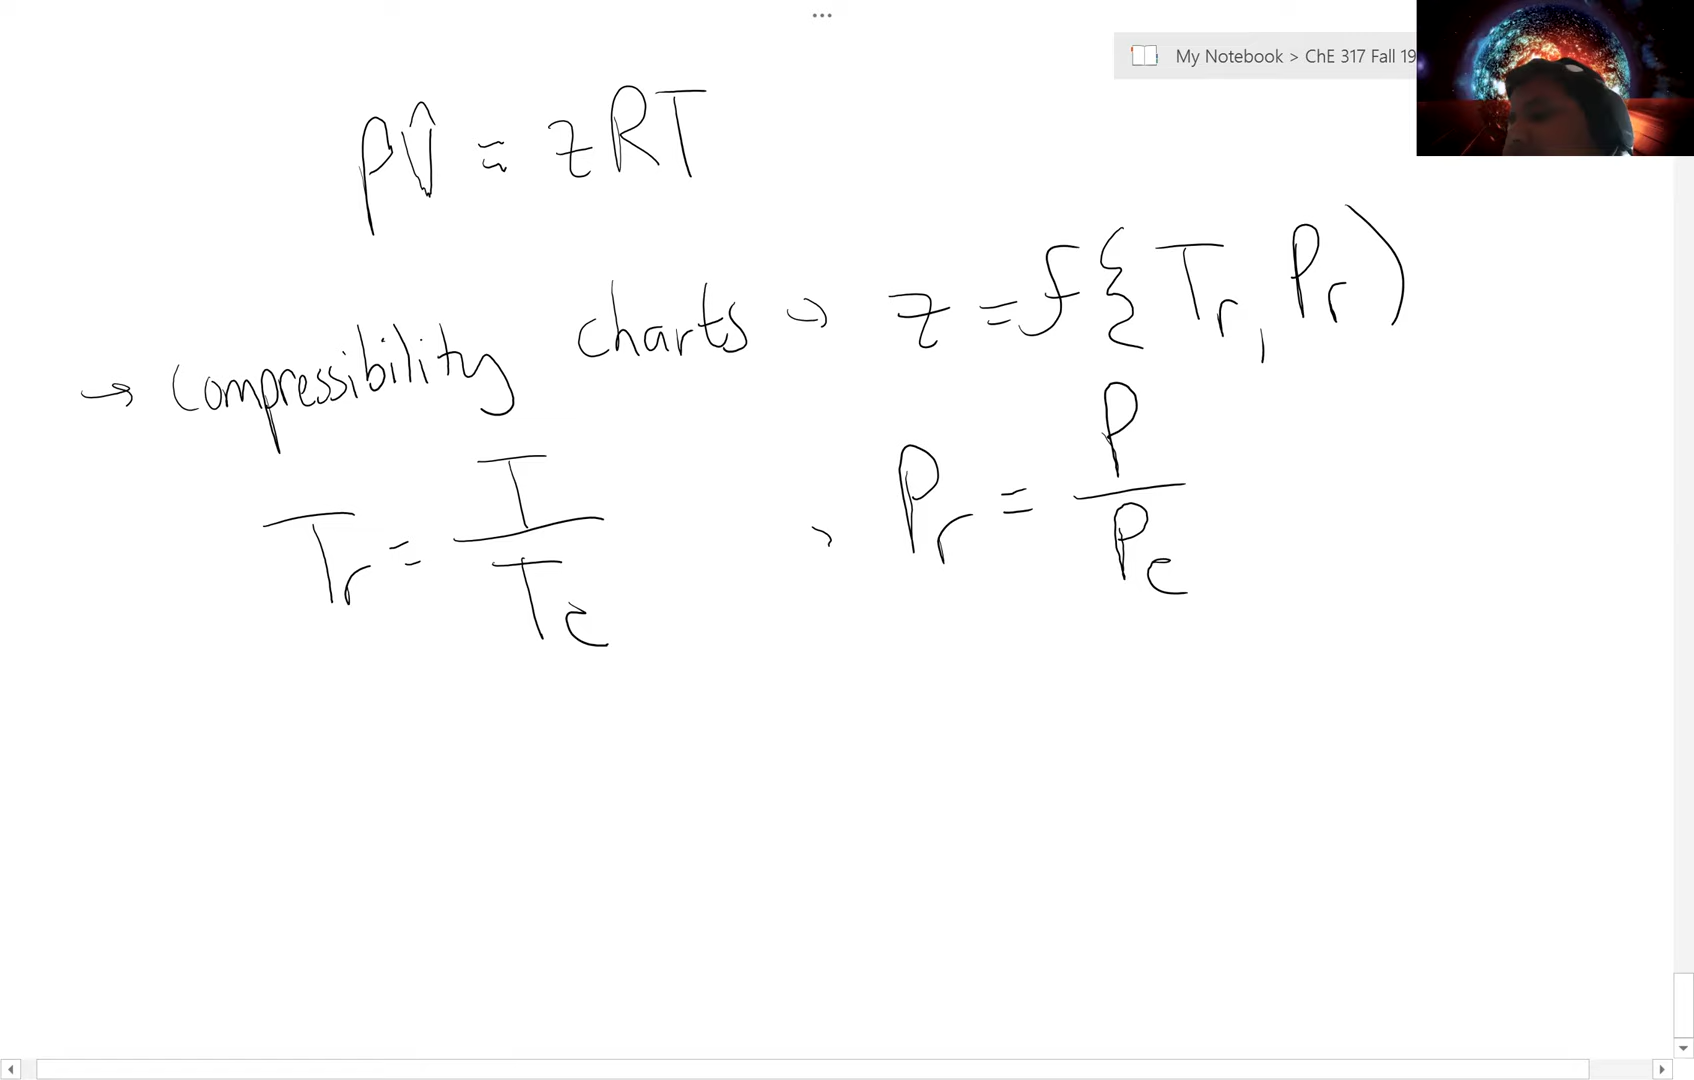 ...
My Notebook > ChE 317 Fall 19
PV̂ = zRT
→ Compressibility charts → z = f{Tr, Pr)
Tr = T/Tc , Pr = P/Pc